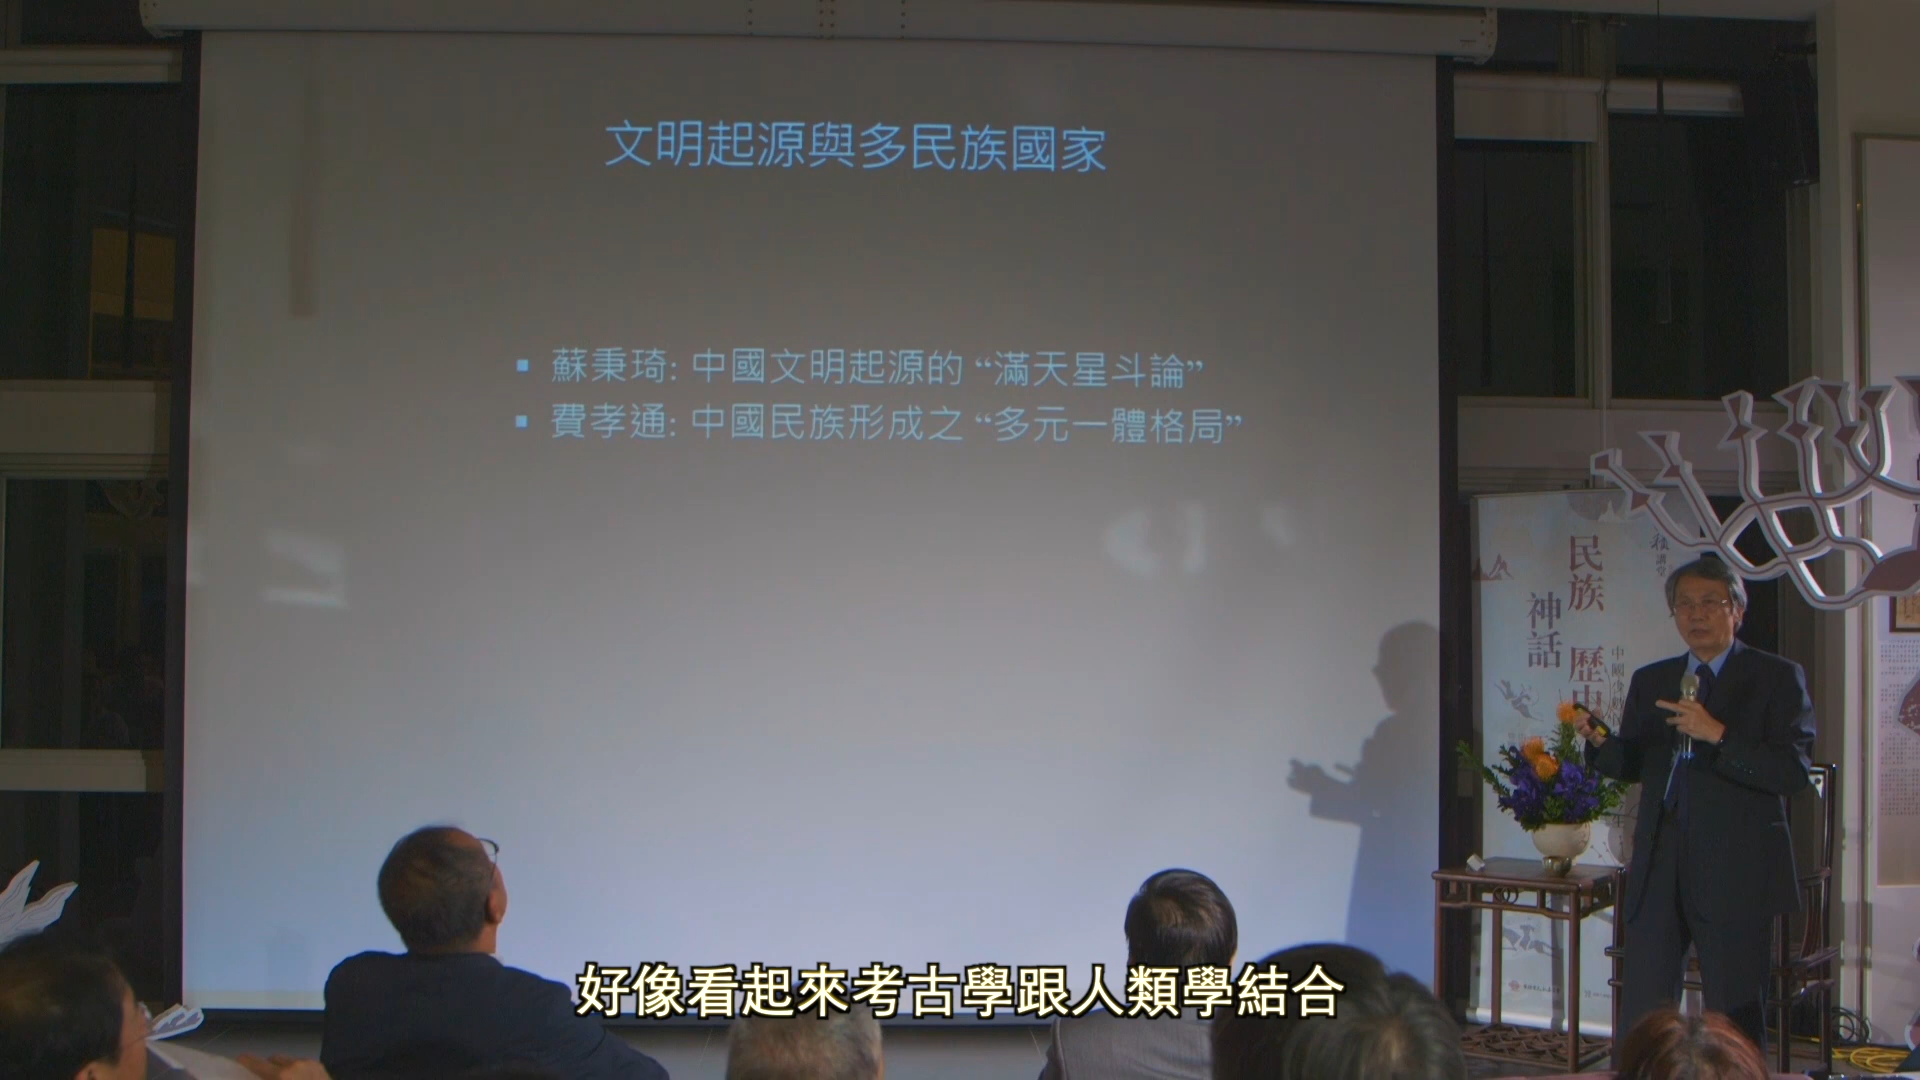 文明起源與多民族國家
▪ 蘇秉琦: 中國文明起源的 “滿天星斗論”
▪ 費孝通: 中國民族形成之 “多元一體格局”
民族 歷史
神話
好像看起來考古學跟人類學結合